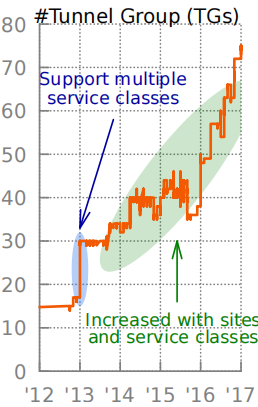 #Tunnel Group (TGs)
80
70
60
50
40
30
20
10
0
Support multiple
service classes
Increased with sites
and service classes
'12 '13 '14 '15 '16 '17